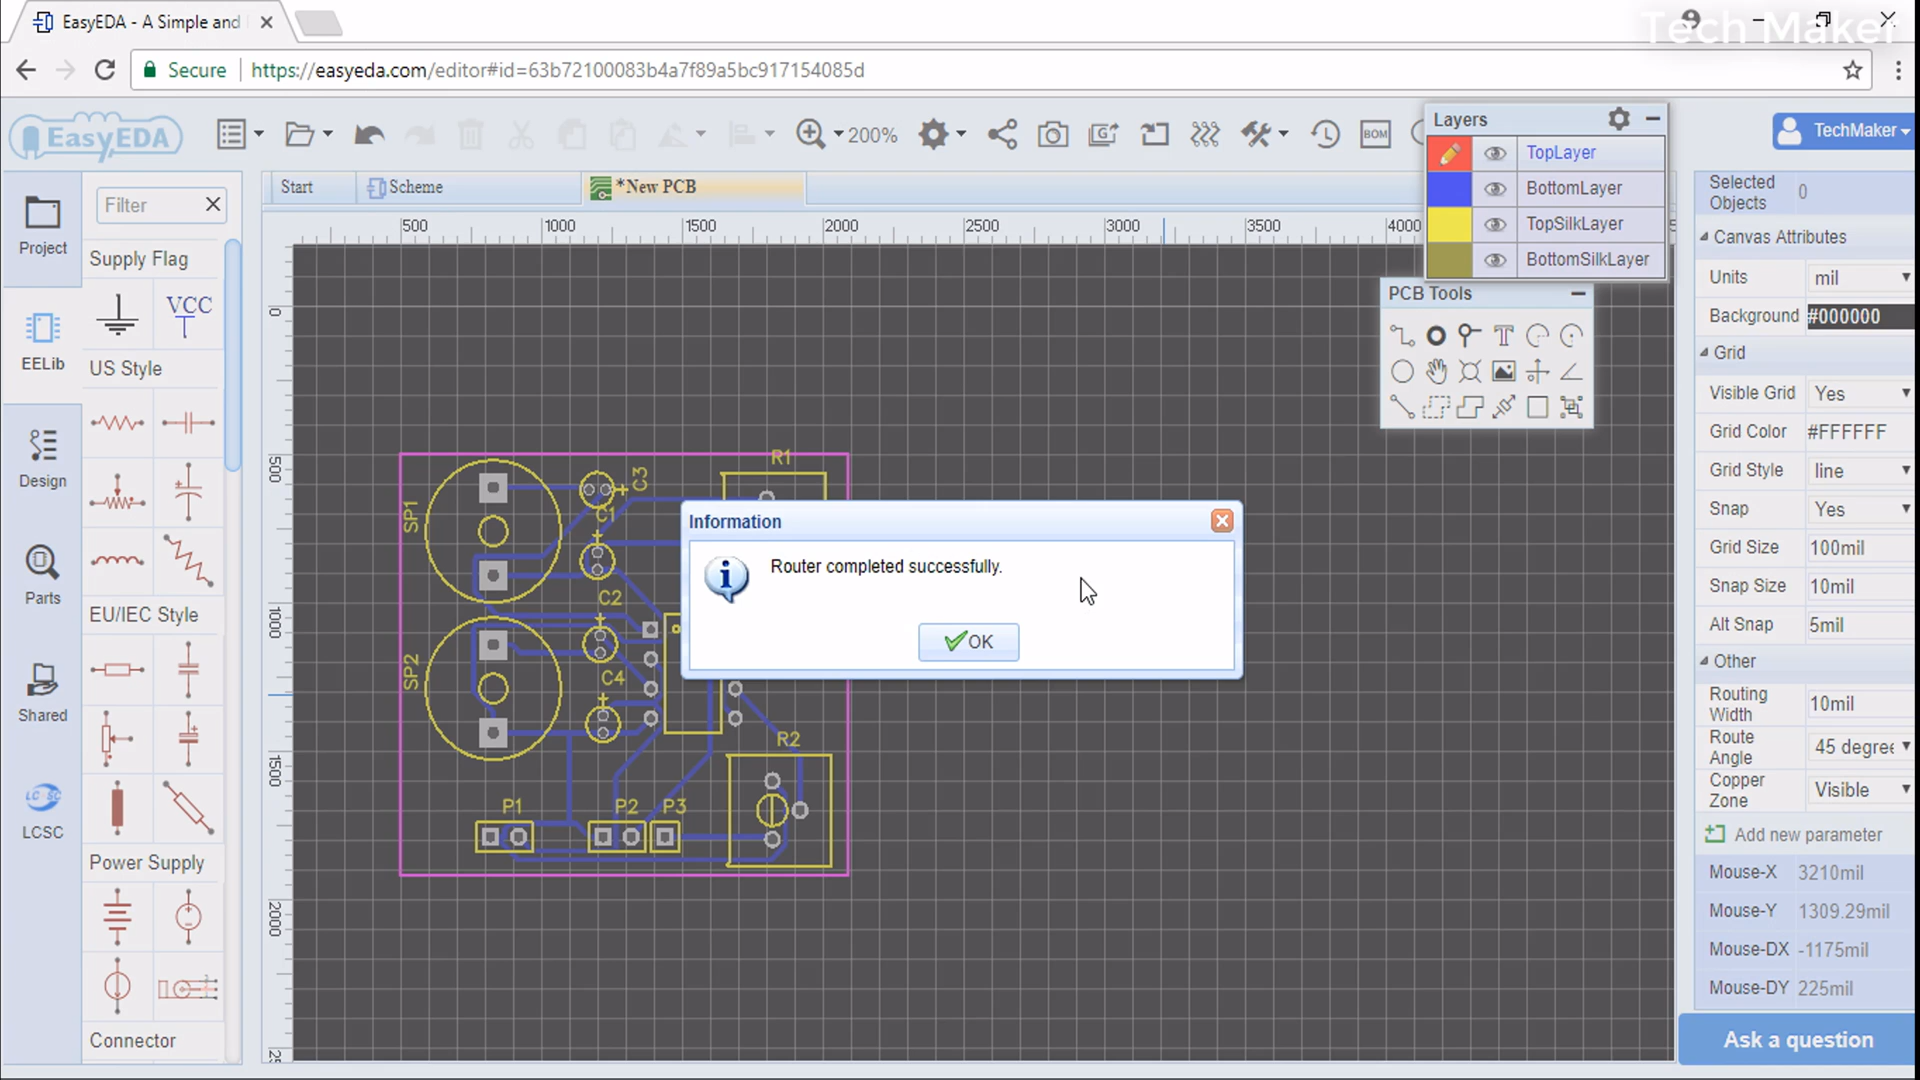 EasyEDA - A Simple and
Tech Maker
Secure
https://easyeda.com/editor#id=63b72100083b4a7f89a5bc917154085d
EasyEDA
200%
BOM
Layers
TopLayer
BottomLayer
TopSilkLayer
BottomSilkLayer
TechMaker
Start
Scheme
*New PCB
Project
EELib
Design
Parts
Shared
LCSC
Filter
Supply Flag
VCC
US Style
EU/IEC Style
Power Supply
Connector
500
1000
1500
2000
2500
3000
3500
4000
0
500
1000
1500
2000
PCB Tools
R1
C3
SP1
C1
C2
SP2
C4
R2
P1
P2
P3
Information
Router completed successfully.
OK
Selected Objects
0
Canvas Attributes
Units
mil
Background
#000000
Grid
Visible Grid
Yes
Grid Color
#FFFFFF
Grid Style
line
Snap
Yes
Grid Size
100mil
Snap Size
10mil
Alt Snap
5mil
Other
Routing Width
10mil
Route Angle
45 degree
Copper Zone
Visible
Add new parameter
Mouse-X
3210mil
Mouse-Y
1309.29mil
Mouse-DX
-1175mil
Mouse-DY
225mil
Ask a question